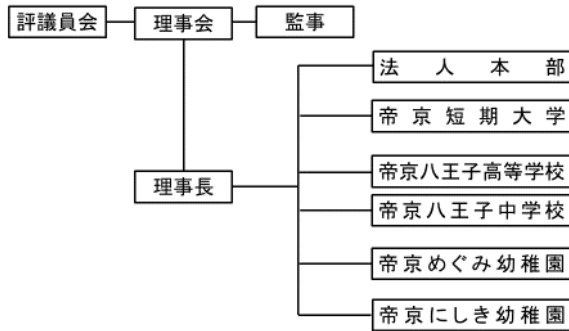 評議員会
理事会
監事
法人本部
帝京短期大学
帝京八王子高等学校
理事長
帝京八王子中学校
帝京めぐみ幼稚園
帝京にしき幼稚園